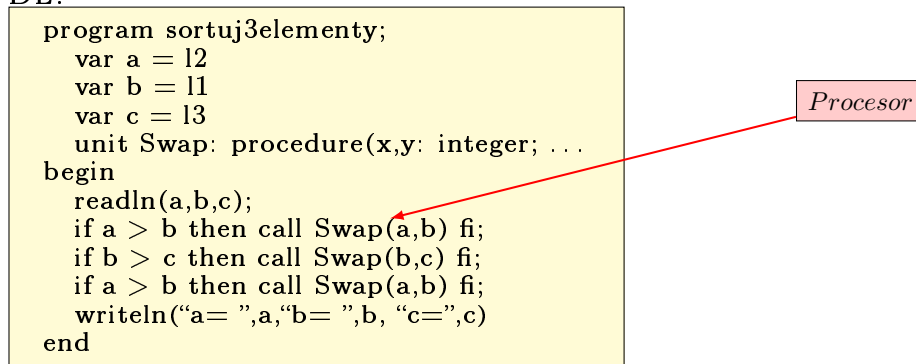 DL:
program sortuj3elementy;
var a = l2
var b = l1
var c = l3
unit Swap: procedure(x,y: integer; ...
begin
readln(a,b,c);
if a > b then call Swap(a,b) fi;
if b > c then call Swap(b,c) fi;
if a > b then call Swap(a,b) fi;
writeln(“a= ”,a,“b= ”,b, “c=”,c)
end
Procesor